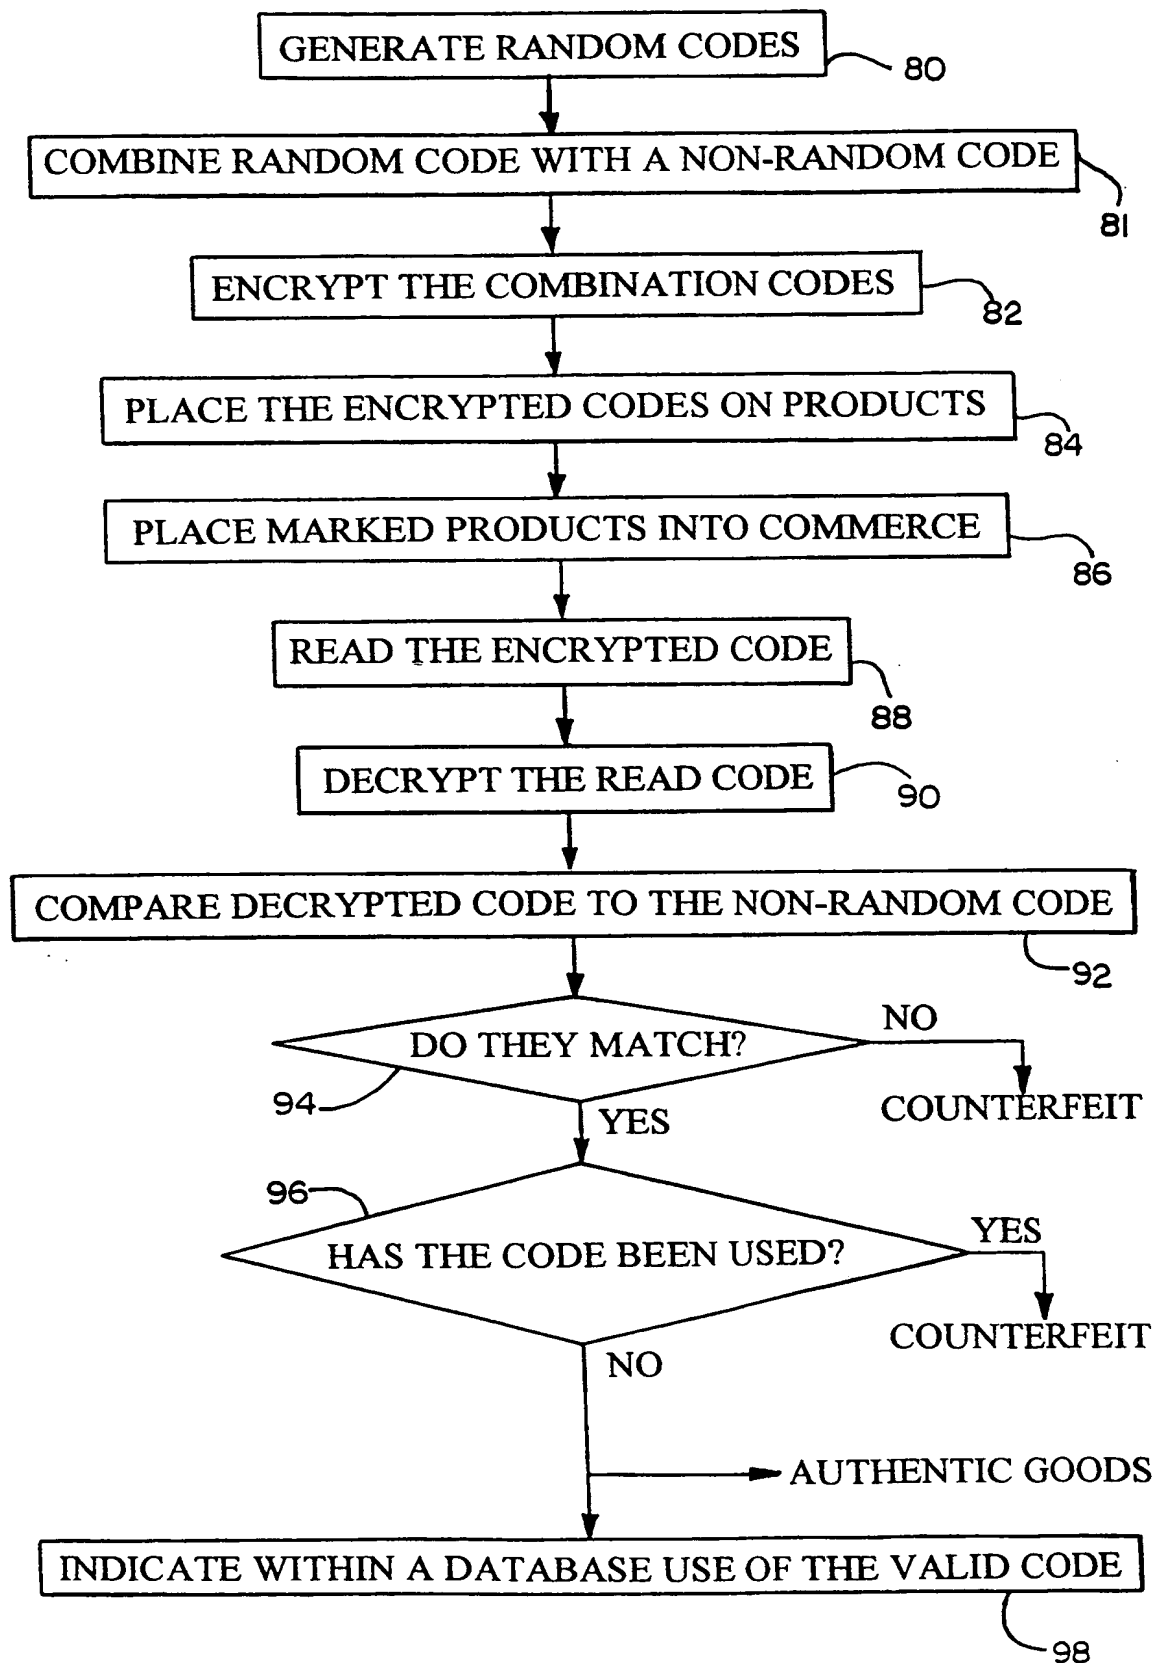 GENERATE RANDOM CODES
80
COMBINE RANDOM CODE WITH A NON-RANDOM CODE
81
ENCRYPT THE COMBINATION CODES
82
PLACE THE ENCRYPTED CODES ON PRODUCTS
84
PLACE MARKED PRODUCTS INTO COMMERCE
86
READ THE ENCRYPTED CODE
88
DECRYPT THE READ CODE
90
COMPARE DECRYPTED CODE TO THE NON-RANDOM CODE
92
DO THEY MATCH?
NO
94
COUNTERFEIT
YES
96
HAS THE CODE BEEN USED?
YES
COUNTERFEIT
NO
AUTHENTIC GOODS
INDICATE WITHIN A DATABASE USE OF THE VALID CODE
98